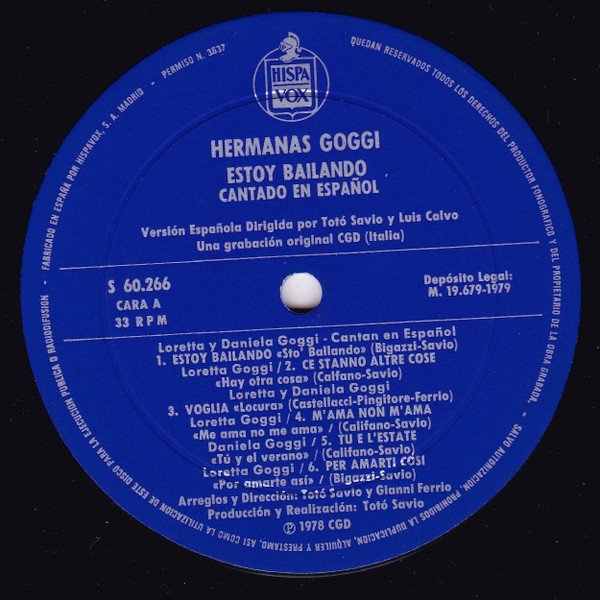 HISPA
VOX
HERMANAS GOGGI
ESTOY BAILANDO
CANTADO EN ESPAÑOL
Versión Española Dirigida por Totó Savio y Luis Calvo
Una grabación original CGD (Italia)
S 60.266
CARA A
33 RPM
Depósito Legal:
M. 19.679-1979
Loretta y Daniela Goggi - Cantan en Español
1. ESTOY BAILANDO «Sto' Bailando» (Bigazzi-Savio)
Loretta Goggi / 2. CE STANNO ALTRE COSE
«Hay otra cosa» (Calfano-Savio)
Loretta y Daniela Goggi
3. VOGLIA «Locura» (Castellacci-Pingitore-Ferrio)
Loretta Goggi / 4. M'AMA NON M'AMA
«Me ama no me ama» / (Califano-Savio)
Daniela Goggi / 5. TU E L'ESTATE
«Tú y el verano» / (Califano-Savio)
Loretta Goggi / 6. PER AMARTI COSI
«Por amarte así» / (Bigazzi-Savio)
Arreglos y Dirección: Totó Savio y Gianni Ferrio
Producción y Realización: Totó Savio
Ⓟ 1978 CGD
FABRICADO EN ESPAÑA POR HISPAVOX, S. A. MADRID - PERMISO N. 3637
QUEDAN RESERVADOS TODOS LOS DERECHOS DEL PRODUCTOR FONOGRAFICO Y DEL PROPIETARIO DE LA OBRA GRABADA. - SALVO AUTORIZACION, PROHIBIDOS LA DUPLICACION, ALQUILER Y PRESTAMO, ASI COMO LA UTILIZACION DE ESTE DISCO PARA LA EJECUCION PUBLICA O RADIODIFUSION -